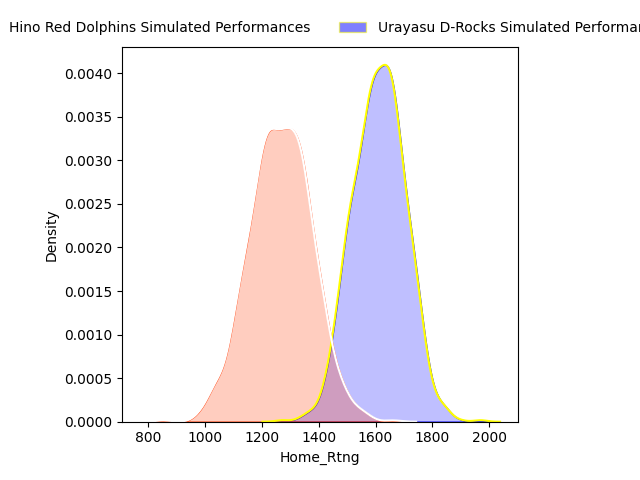 Hino Red Dolphins Simulated Performances
Urayasu D-Rocks Simulated
0.0040
0.0035
0.0030
0.0025
0.0020
0.0015
0.0010
0.0005
0.0000
Density
800 1000 1200 1400 1600 1800 2000
Home_Rtng